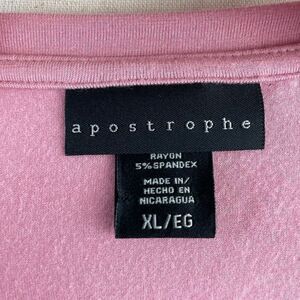 apostrophe
RAYON
5% SPANDEX
MADE IN/
HECHO EN
NICARAGUA
XL/EG